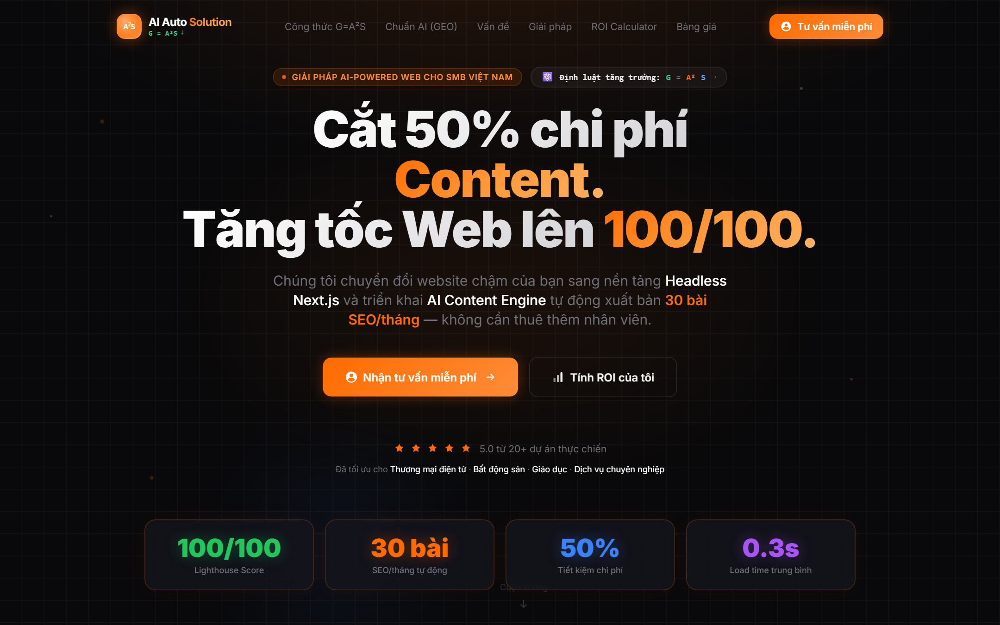 A²S
AI Auto Solution
G = A²S ↓
Công thức G=A²S
Chuẩn AI (GEO)
Vấn đề
Giải pháp
ROI Calculator
Bảng giá
Tư vấn miễn phí
GIẢI PHÁP AI-POWERED WEB CHO SMB VIỆT NAM
Định luật tăng trưởng: G = A² S →
Cắt 50% chi phí
Content.
Tăng tốc Web lên 100/100.
Chúng tôi chuyển đổi website chậm của bạn sang nền tảng Headless
Next.js và triển khai AI Content Engine tự động xuất bản 30 bài
SEO/tháng — không cần thuê thêm nhân viên.
Nhận tư vấn miễn phí →
Tính ROI của tôi
★ ★ ★ ★ ★ 5.0 từ 20+ dự án thực chiến
Đã tối ưu cho Thương mại điện tử · Bất động sản · Giáo dục · Dịch vụ chuyên nghiệp
100/100
Lighthouse Score
30 bài
SEO/tháng tự động
50%
Tiết kiệm chi phí
0.3s
Load time trung bình
Cuộn xuống
↓